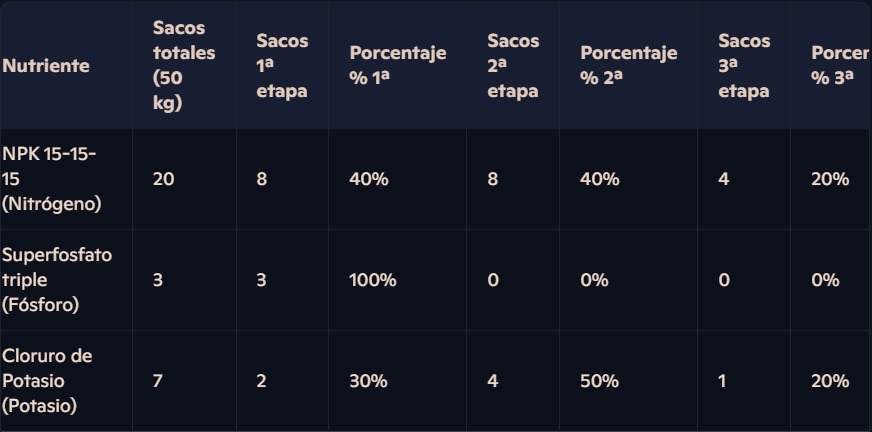 Nutriente
Sacos
totales
(50
kg)
Sacos
1ª
etapa
Porcentaje
% 1ª
Sacos
2ª
etapa
Porcentaje
% 2ª
Sacos
3ª
etapa
% 3ª
NPK 15-15-
15
(Nitrógeno)
20
8
40%
8
40%
4
20%
Superfosfato
triple
(Fósforo)
3
3
100%
0
0%
0
0%
Cloruro de
Potasio
(Potasio)
7
2
30%
4
50%
1
20%